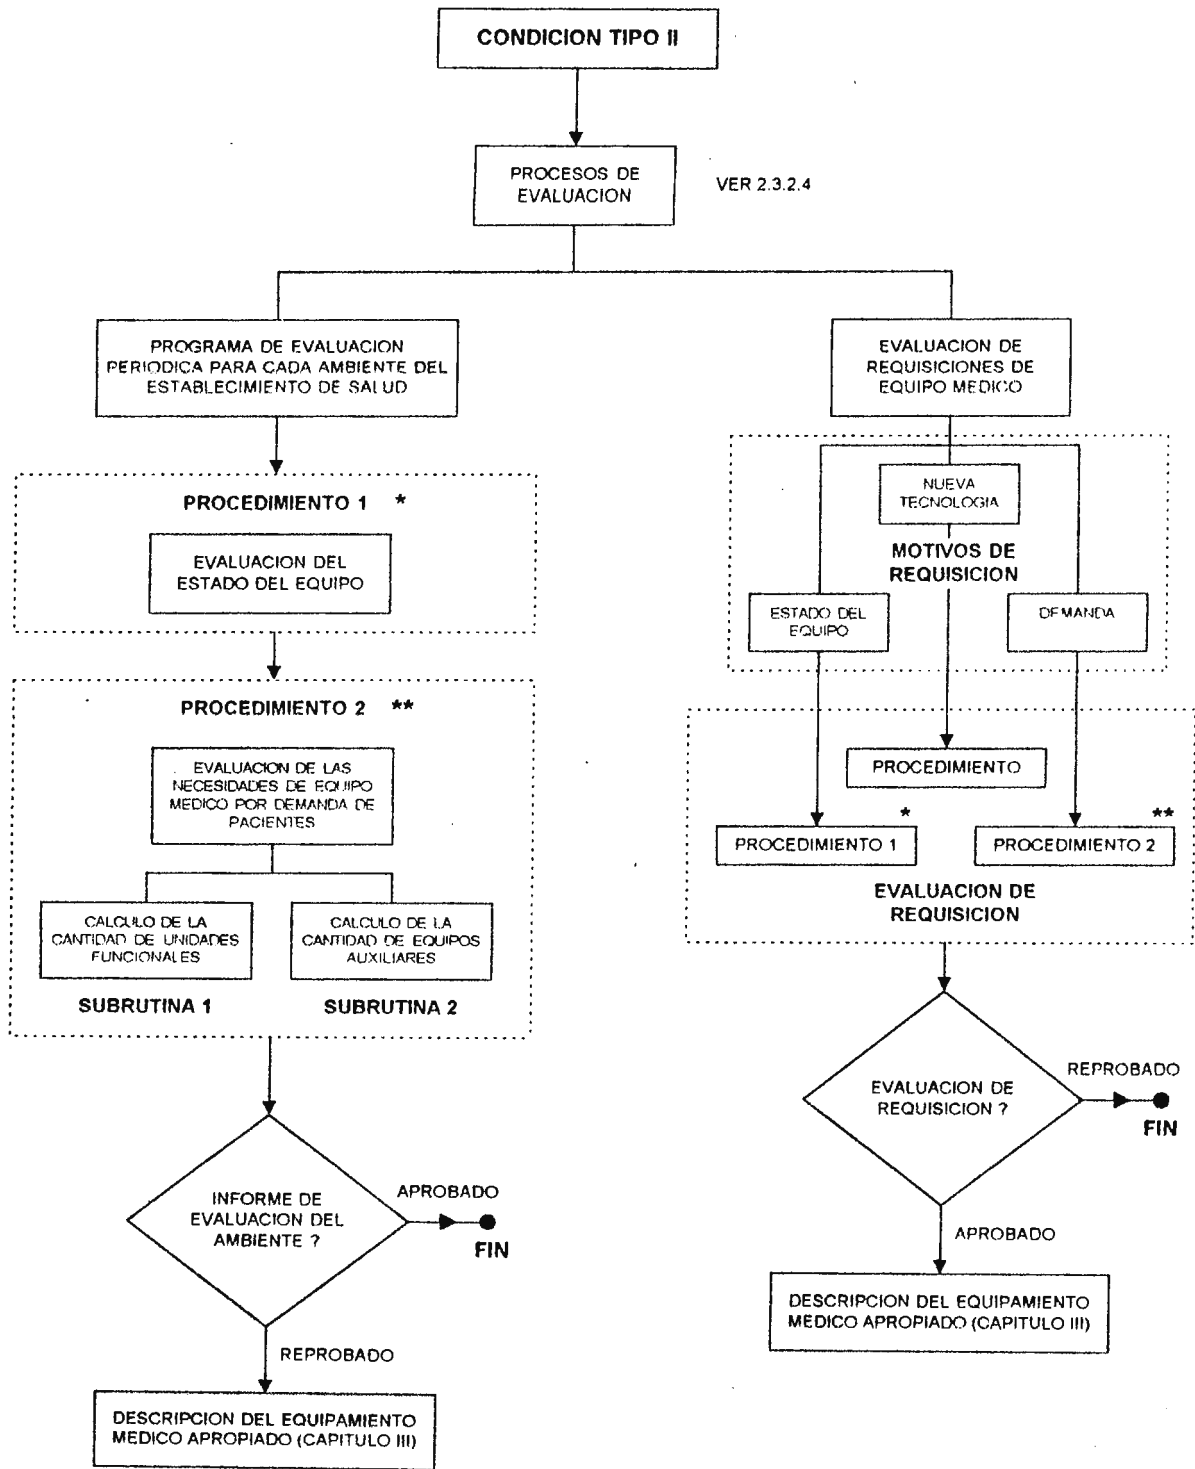 CONDICION TIPO II
PROCESOS DE
EVALUACION
VER 2.3.2.4
PROGRAMA DE EVALUACION
PERIODICA PARA CADA AMBIENTE DEL
ESTABLECIMIENTO DE SALUD
PROCEDIMIENTO 1 *
EVALUACION DEL
ESTADO DEL EQUIPO
PROCEDIMIENTO 2 **
EVALUACION DE LAS
NECESIDADES DE EQUIPO
MEDICO POR DEMANDA DE
PACIENTES
CALCULO DE LA
CANTIDAD DE UNIDADES
FUNCIONALES
SUBRUTINA 1
CALCULO DE LA
CANTIDAD DE EQUIPOS
AUXILIARES
SUBRUTINA 2
INFORME DE
EVALUACION DEL
AMBIENTE ?
APROBADO
FIN
REPROBADO
DESCRIPCION DEL EQUIPAMIENTO
MEDICO APROPIADO (CAPITULO III)
EVALUACION DE
REQUISICIONES DE
EQUIPO MEDICO
NUEVA
TECNOLOGIA
MOTIVOS DE
REQUISICION
ESTADO DEL
EQUIPO
DEMANDA
PROCEDIMIENTO
*
PROCEDIMIENTO 1
**
PROCEDIMIENTO 2
EVALUACION DE
REQUISICION
EVALUACION DE
REQUISICION ?
REPROBADO
FIN
APROBADO
DESCRIPCION DEL EQUIPAMIENTO
MEDICO APROPIADO (CAPITULO III)